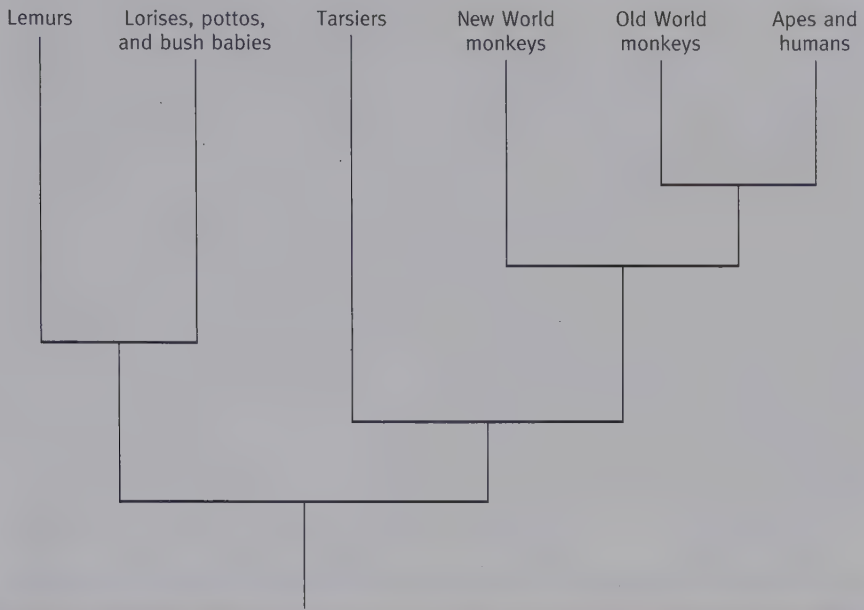 Lemurs
Lorises, pottos,
and bush babies
Tarsiers
New World
monkeys
Old World
monkeys
Apes and
humans